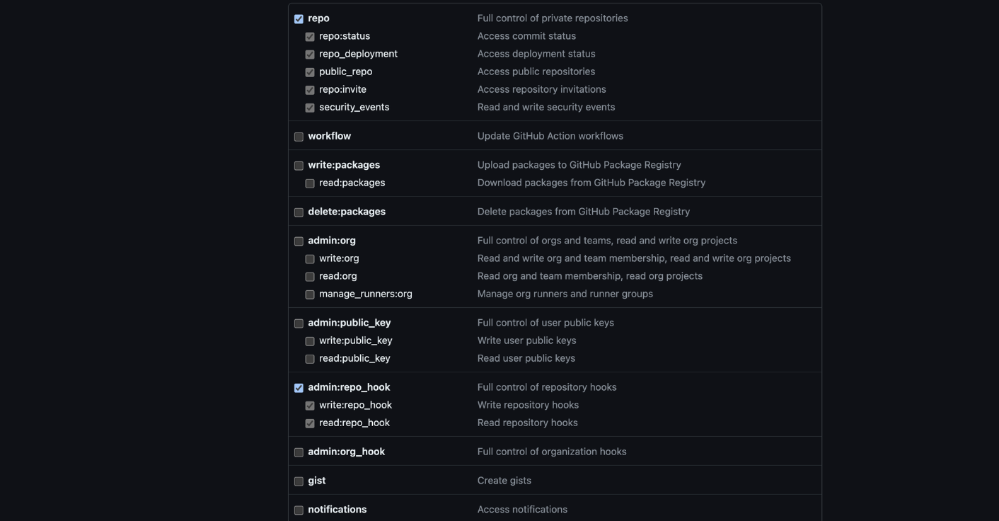 repo Full control of private repositories
repo:status Access commit status
repo_deployment Access deployment status
public_repo Access public repositories
repo:invite Access repository invitations
security_events Read and write security events
workflow Update GitHub Action workflows
write:packages Upload packages to GitHub Package Registry
read:packages Download packages from GitHub Package Registry
delete:packages Delete packages from GitHub Package Registry
admin:org Full control of orgs and teams, read and write org projects
write:org Read and write org and team membership, read and write org projects
read:org Read org and team membership, read org projects
manage_runners:org Manage org runners and runner groups
admin:public_key Full control of user public keys
write:public_key Write user public keys
read:public_key Read user public keys
admin:repo_hook Full control of repository hooks
write:repo_hook Write repository hooks
read:repo_hook Read repository hooks
admin:org_hook Full control of organization hooks
gist Create gists
notifications Access notifications